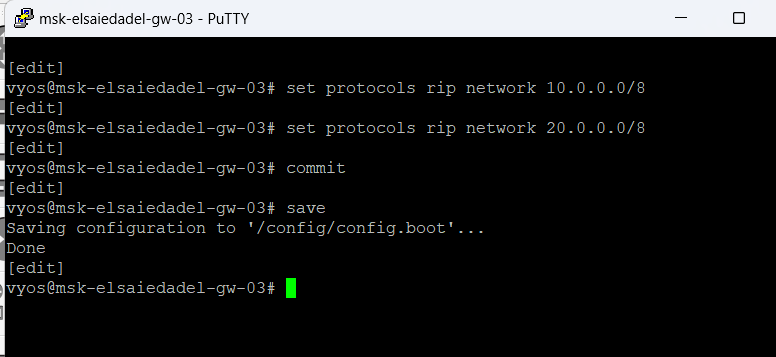 msk-elsaiedadel-gw-03 - PuTTY
[edit]
vyos@msk-elsaiedadel-gw-03# set protocols rip network 10.0.0.0/8
[edit]
vyos@msk-elsaiedadel-gw-03# set protocols rip network 20.0.0.0/8
[edit]
vyos@msk-elsaiedadel-gw-03# commit
[edit]
vyos@msk-elsaiedadel-gw-03# save
Saving configuration to '/config/config.boot'...
Done
[edit]
vyos@msk-elsaiedadel-gw-03#